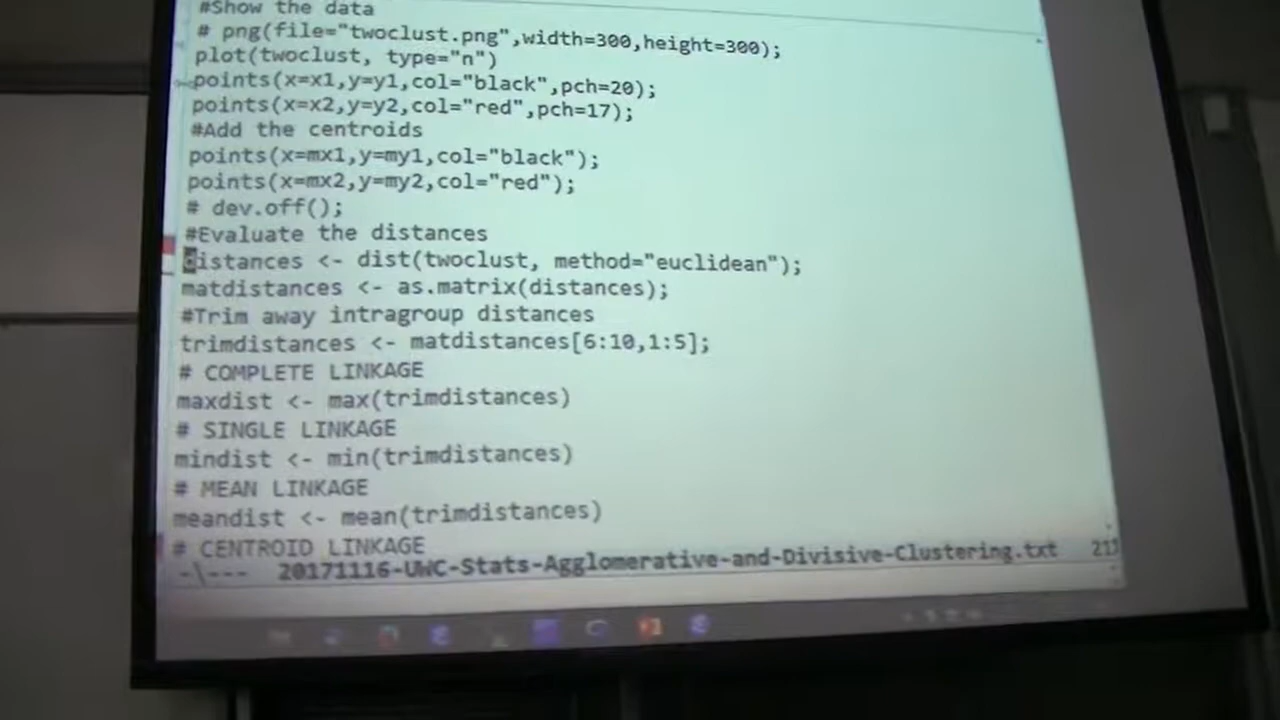 #Show the data
# png(file="twoclust.png",width=300,height=300);
plot(twoclust, type="n")
points(x=x1,y=y1,col="black",pch=20);
points(x=x2,y=y2,col="red",pch=17);
#Add the centroids
points(x=mx1,y=my1,col="black");
points(x=mx2,y=my2,col="red");
# dev.off();
#Evaluate the distances
distances <- dist(twoclust, method="euclidean");
matdistances <- as.matrix(distances);
#Trim away intragroup distances
trimdistances <- matdistances[6:10,1:5];
# COMPLETE LINKAGE
maxdist <- max(trimdistances)
# SINGLE LINKAGE
mindist <- min(trimdistances)
# MEAN LINKAGE
meandist <- mean(trimdistances)
# CENTROID LINKAGE
-\--- 20171116-UWC-Stats-Agglomerative-and-Divisive-Clustering.txt